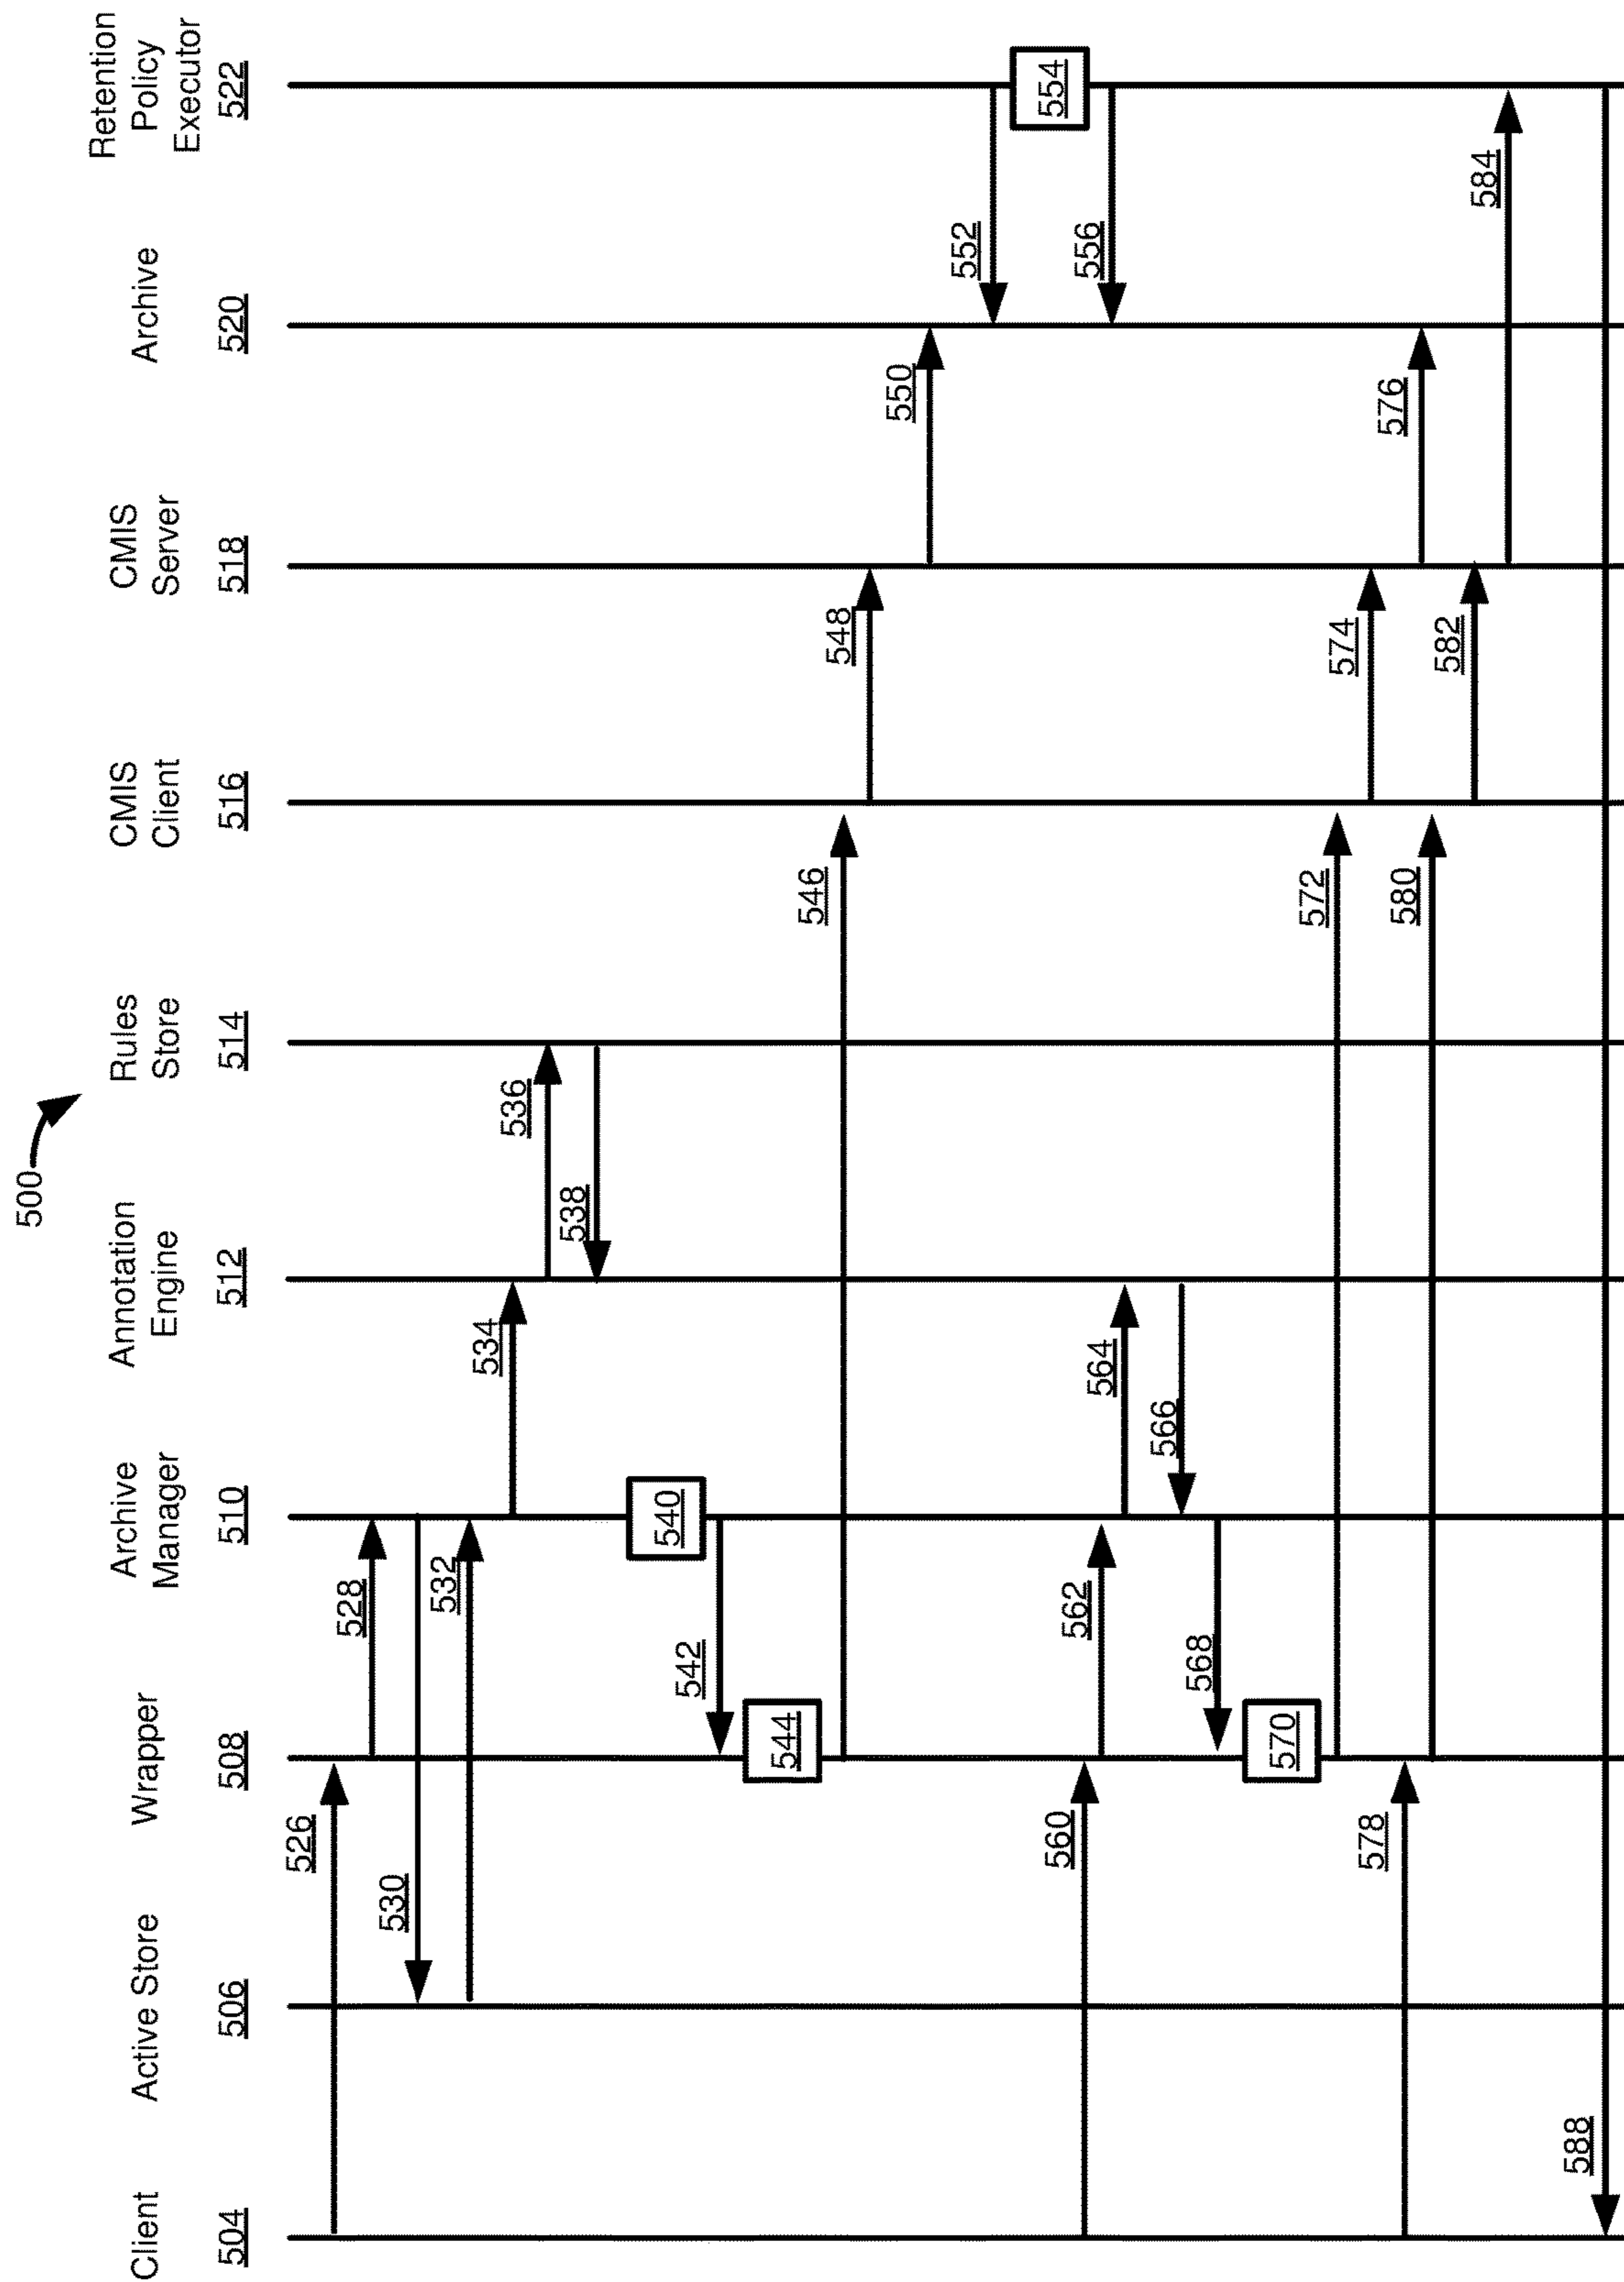 500
Client
504
Active Store
506
Wrapper
508
Archive
Manager
510
Annotation
Engine
512
Rules
Store
514
CMIS
Client
516
CMIS
Server
518
Archive
520
Retention
Policy
Executor
522
526
528
530
532
534
536
538
540
542
544
546
548
550
552
554
556
560
562
564
566
568
570
572
574
576
578
580
582
584
588